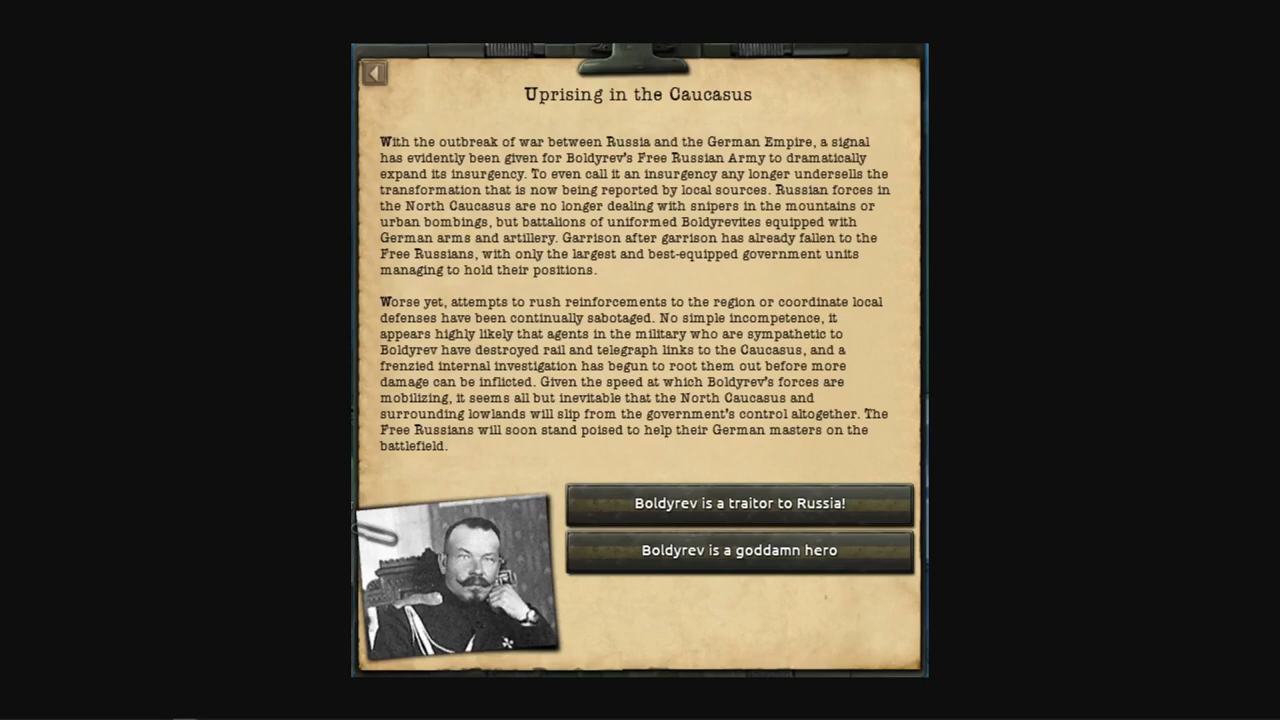 Uprising in the Caucasus
With the outbreak of war between Russia and the German Empire, a signal
has evidently been given for Boldyrev's Free Russian Army to dramatically
expand its insurgency. To even call it an insurgency any longer undersells the
transformation that is now being reported by local sources. Russian forces in
the North Caucasus are no longer dealing with snipers in the mountains or
urban bombings, but battalions of uniformed Boldyrevites equipped with
German arms and artillery. Garrison after garrison has already fallen to the
Free Russians, with only the largest and best-equipped government units
managing to hold their positions.
Worse yet, attempts to rush reinforcements to the region or coordinate local
defenses have been continually sabotaged. No simple incompetence, it
appears highly likely that agents in the military who are sympathetic to
Boldyrev have destroyed rail and telegraph links to the Caucasus, and a
frenzied internal investigation has begun to root them out before more
damage can be inflicted. Given the speed at which Boldyrev's forces are
mobilizing, it seems all but inevitable that the North Caucasus and
surrounding lowlands will slip from the government's control altogether. The
Free Russians will soon stand poised to help their German masters on the
battlefield.
Boldyrev is a traitor to Russia!
Boldyrev is a goddamn hero